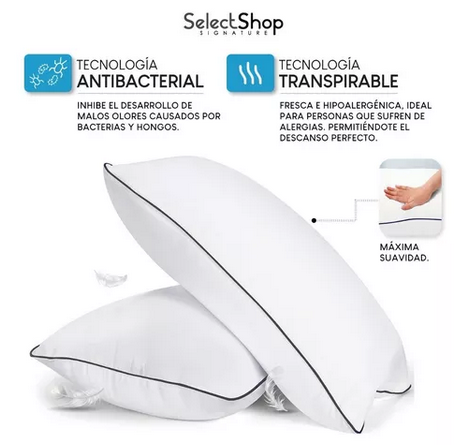 SelectShop
SIGNATURE
TECNOLOGÍA
ANTIBACTERIAL
INHIBE EL DESARROLLO DE
MALOS OLORES CAUSADOS POR
BACTERIAS Y HONGOS.
TECNOLOGÍA
TRANSPIRABLE
FRESCA E HIPOALERGÉNICA, IDEAL
PARA PERSONAS QUE SUFREN DE
ALERGIAS. PERMITIÉNDOTE EL
DESCANSO PERFECTO.
MÁXIMA
SUAVIDAD.